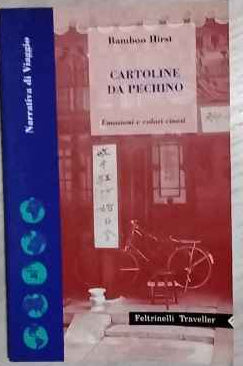 Bamboo Hirst
CARTOLINE
DA PECHINO
Emozioni e colori cinesi
Narrativa di Viaggio
Feltrinelli Traveller